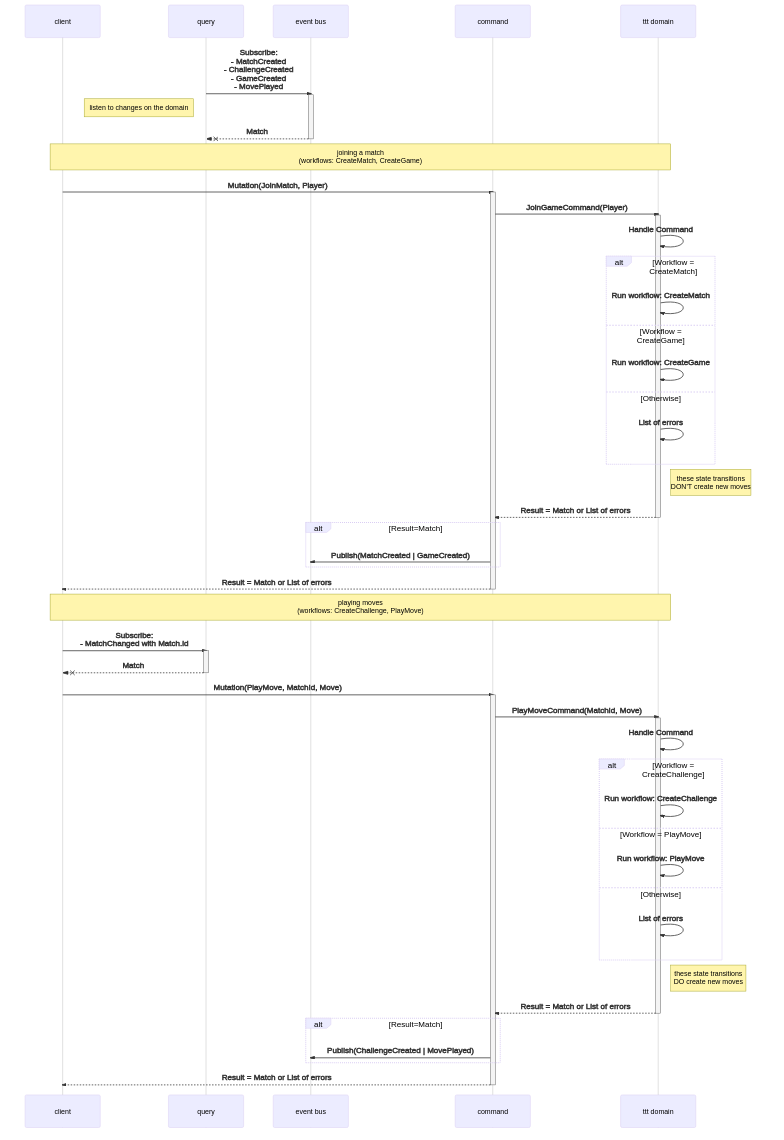 client
query
event bus
command
ttt domain
Subscribe:
- MatchCreated
- ChallengeCreated
- GameCreated
- MovePlayed
listen to changes on the domain
Match
joining a match
(workflows: CreateMatch, CreateGame)
Mutation(JoinMatch, Player)
JoinGameCommand(Player)
Handle Command
alt
[Workflow =
CreateMatch]
Run workflow: CreateMatch
[Workflow =
CreateGame]
Run workflow: CreateGame
[Otherwise]
List of errors
these state transitions
DON'T create new moves
Result = Match or List of errors
alt
[Result=Match]
Publish(MatchCreated | GameCreated)
Result = Match or List of errors
playing moves
(workflows: CreateChallenge, PlayMove)
Subscribe:
- MatchChanged with Match.Id
Match
Mutation(PlayMove, MatchId, Move)
PlayMoveCommand(MatchId, Move)
Handle Command
alt
[Workflow =
CreateChallenge]
Run workflow: CreateChallenge
[Workflow = PlayMove]
Run workflow: PlayMove
[Otherwise]
List of errors
these state transitions
DO create new moves
Result = Match or List of errors
alt
[Result=Match]
Publish(ChallengeCreated | MovePlayed)
Result = Match or List of errors
client
query
event bus
command
ttt domain